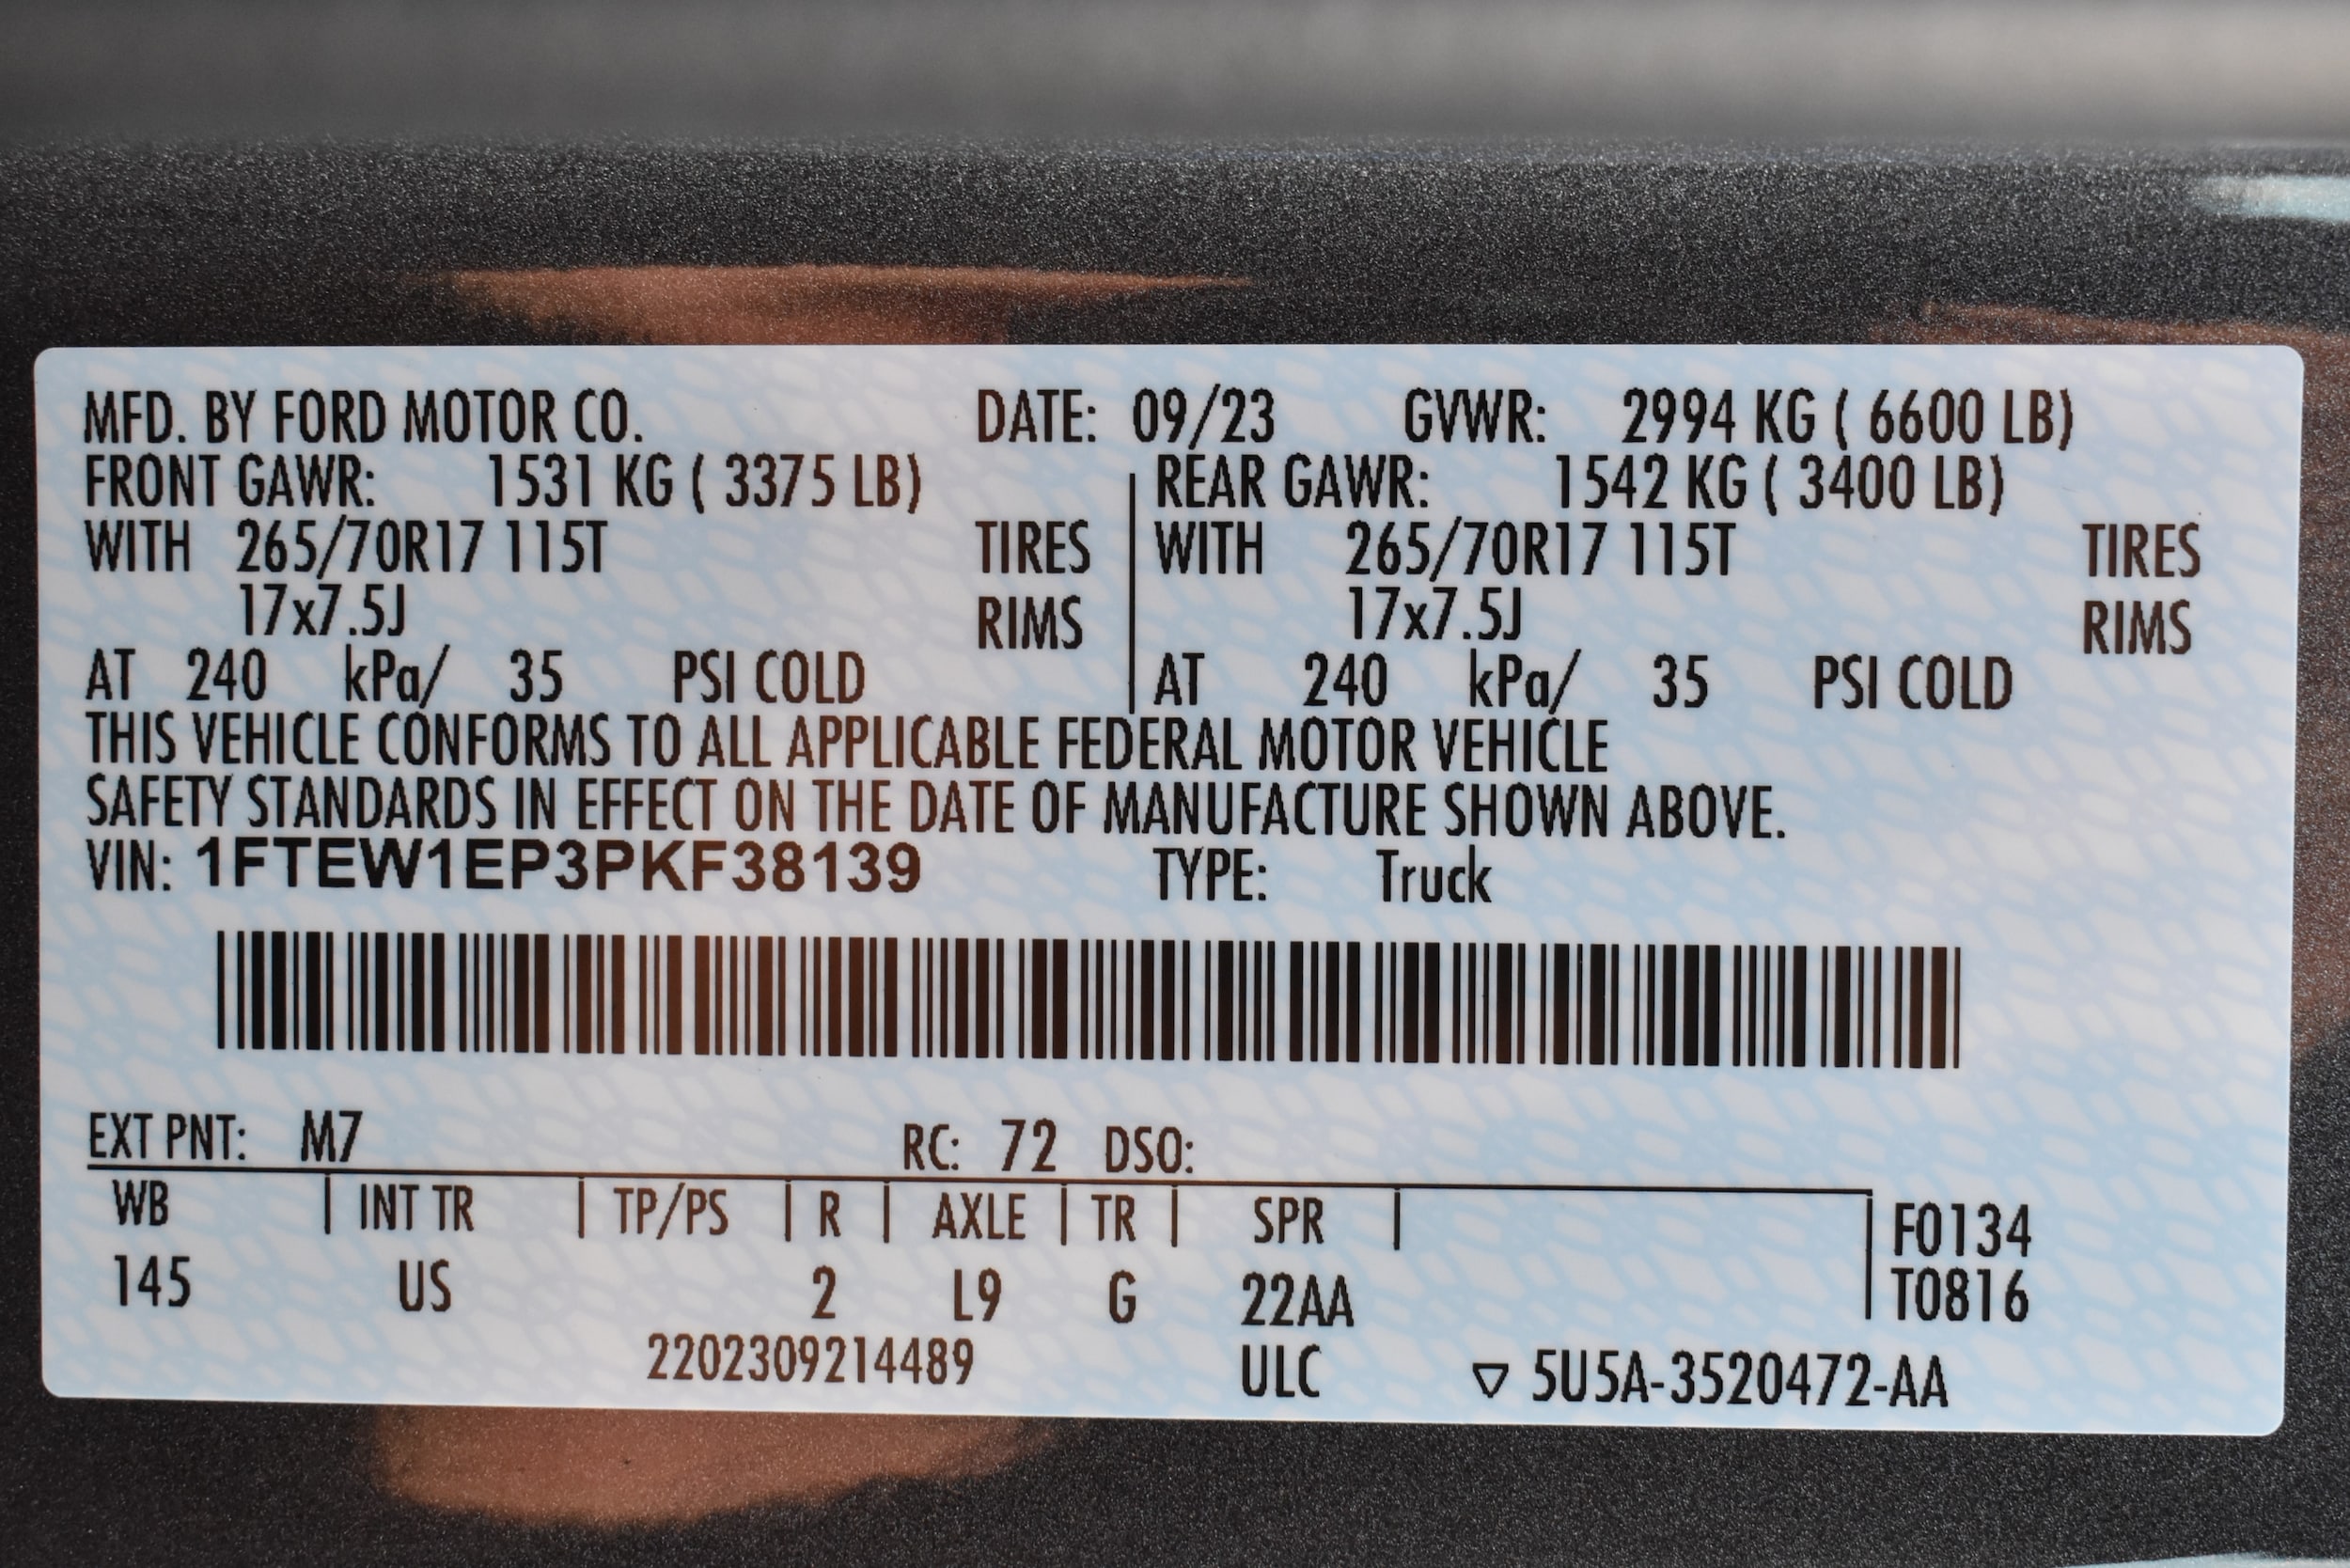 MFD. BY FORD MOTOR CO. DATE: 09/23 GVWR: 2994 KG ( 6600 LB)
FRONT GAWR: 1531 KG ( 3375 LB) REAR GAWR: 1542 KG ( 3400 LB)
WITH 265/70R17 115T TIRES WITH 265/70R17 115T TIRES
17x7.5J RIMS 17x7.5J RIMS
AT 240 kPa/ 35 PSI COLD AT 240 kPa/ 35 PSI COLD
THIS VEHICLE CONFORMS TO ALL APPLICABLE FEDERAL MOTOR VEHICLE
SAFETY STANDARDS IN EFFECT ON THE DATE OF MANUFACTURE SHOWN ABOVE.
VIN: 1FTEW1EP3PKF38139 TYPE: Truck
EXT PNT: M7 RC: 72 DSO:
WB INT TR TP/PS R AXLE TR SPR F0134
145 US 2 L9 G 22AA T0816
2202309214489 ULC ▽ 5U5A-3520472-AA